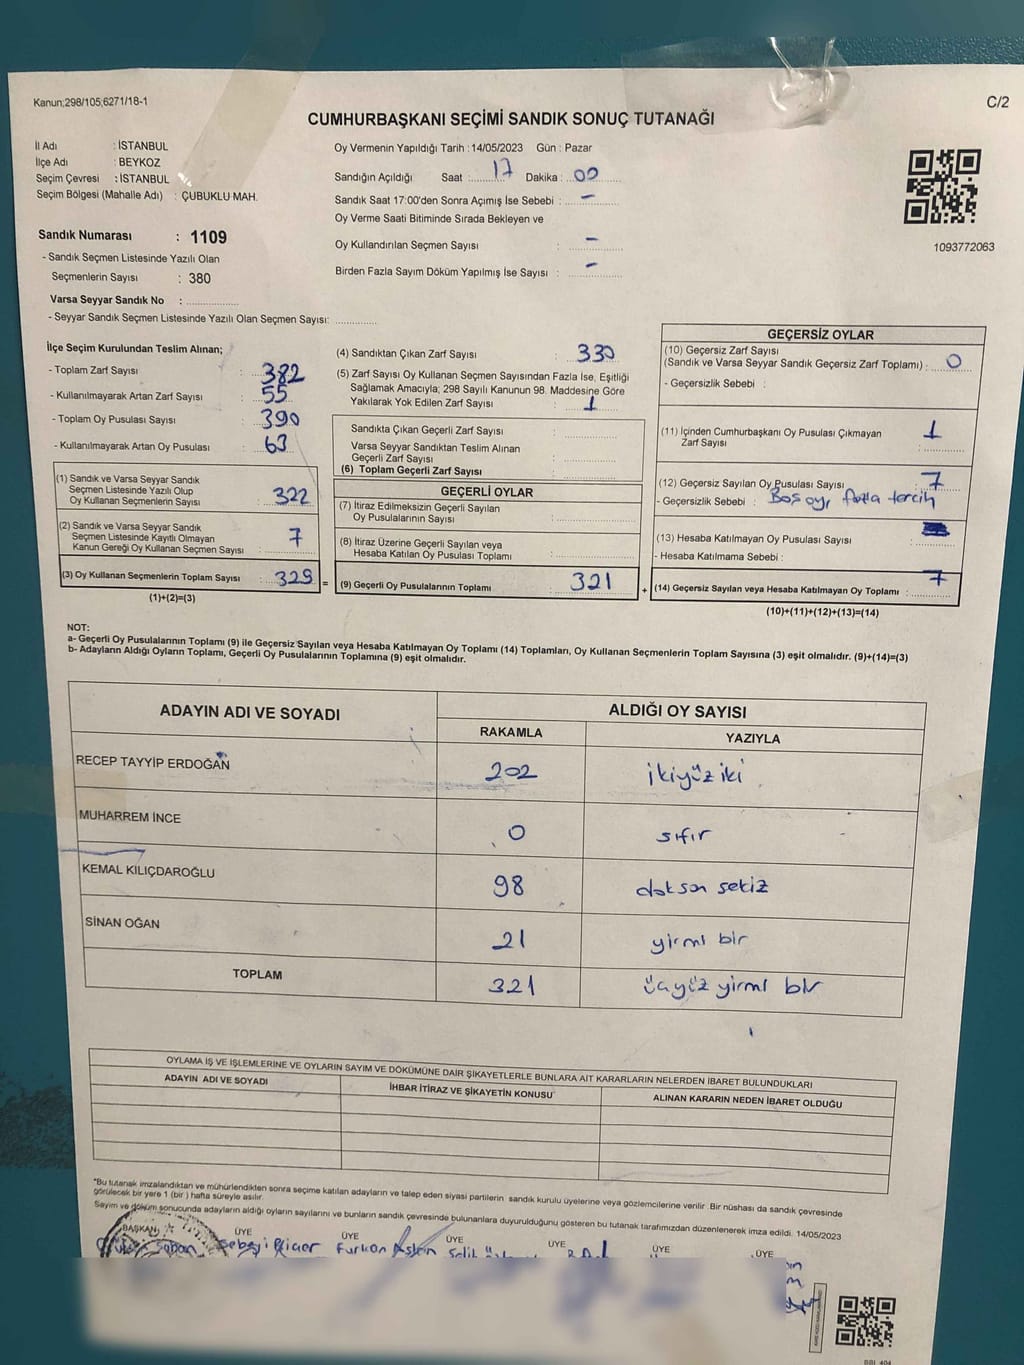 Kanun;298/105;6271/18-1
C/2
CUMHURBAŞKANI SEÇİMİ SANDIK SONUÇ TUTANAĞI
İl Adı : İSTANBUL
İlçe Adı : BEYKOZ
Seçim Çevresi : İSTANBUL
Seçim Bölgesi (Mahalle Adı) : ÇUBUKLU MAH.
Oy Vermenin Yapıldığı Tarih : 14/05/2023 Gün : Pazar
Sandığın Açıldığı Saat : 17 Dakika : 00
Sandık Saat 17:00'den Sonra Açımış İse Sebebi : -
Oy Verme Saati Bitiminde Sırada Bekleyen ve
Oy Kullandırılan Seçmen Sayısı : -
Birden Fazla Sayım Döküm Yapılmış İse Sayısı : -
1093772063
Sandık Numarası : 1109
- Sandık Seçmen Listesinde Yazılı Olan
Seçmenlerin Sayısı : 380
Varsa Seyyar Sandık No :
- Seyyar Sandık Seçmen Listesinde Yazılı Olan Seçmen Sayısı:
İlçe Seçim Kurulundan Teslim Alınan;
- Toplam Zarf Sayısı : 382
- Kullanılmayarak Artan Zarf Sayısı : 55
- Toplam Oy Pusulası Sayısı : 390
- Kullanılmayarak Artan Oy Pusulası : 63
(1) Sandık ve Varsa Seyyar Sandık
Seçmen Listesinde Yazılı Olup
Oy Kullanan Seçmenlerin Sayısı : 322
(2) Sandık ve Varsa Seyyar Sandık
Seçmen Listesinde Kayıtlı Olmayan
Kanun Gereği Oy Kullanan Seçmen Sayısı : 7
(3) Oy Kullanan Seçmenlerin Toplam Sayısı : 329 =
(1)+(2)=(3)
(4) Sandıktan Çıkan Zarf Sayısı : 330
(5) Zarf Sayısı Oy Kullanan Seçmen Sayısından Fazla İse, Eşitliği
Sağlamak Amacıyla; 298 Sayılı Kanunun 98. Maddesine Göre
Yakılarak Yok Edilen Zarf Sayısı : 1
Sandıkta Çıkan Geçerli Zarf Sayısı :
Varsa Seyyar Sandıktan Teslim Alınan
Geçerli Zarf Sayısı :
(6) Toplam Geçerli Zarf Sayısı :
GEÇERLİ OYLAR
(7) İtiraz Edilmeksizin Geçerli Sayılan
Oy Pusulalarının Sayısı :
(8) İtiraz Üzerine Geçerli Sayılan veya
Hesaba Katılan Oy Pusulası Toplamı :
(9) Geçerli Oy Pusulalarının Toplamı : 321 +
GEÇERSİZ OYLAR
(10) Geçersiz Zarf Sayısı
(Sandık ve Varsa Seyyar Sandık Geçersiz Zarf Toplamı) : 0
- Geçersizlik Sebebi :
(11) İçinden Cumhurbaşkanı Oy Pusulası Çıkmayan
Zarf Sayısı 1
(12) Geçersiz Sayılan Oy Pusulası Sayısı : 7
- Geçersizlik Sebebi : Boş oy, fazla tercih
(13) Hesaba Katılmayan Oy Pusulası Sayısı :
- Hesaba Katılmama Sebebi :
(14) Geçersiz Sayılan veya Hesaba Katılmayan Oy Toplamı : 7
(10)+(11)+(12)+(13)=(14)
NOT:
a- Geçerli Oy Pusulalarının Toplamı (9) ile Geçersiz Sayılan veya Hesaba Katılmayan Oy Toplamı (14) Toplamları, Oy Kullanan Seçmenlerin Toplam Sayısına (3) eşit olmalıdır. (9)+(14)=(3)
b- Adayların Aldığı Oyların Toplamı, Geçerli Oy Pusulalarının Toplamına (9) eşit olmalıdır.
ADAYIN ADI VE SOYADI
ALDIĞI OY SAYISI
RAKAMLA YAZIYLA
RECEP TAYYİP ERDOĞAN 202 ikiyüz iki
MUHARREM İNCE 0 sıfır
KEMAL KILIÇDAROĞLU 98 doksan sekiz
SİNAN OĞAN 21 yirmi bir
TOPLAM 321 üçyüz yirmi bir
OYLAMA İŞ VE İŞLEMLERİNE VE OYLARIN SAYIM VE DÖKÜMÜNE DAİR ŞİKAYETLERLE BUNLARA AİT KARARLARIN NELERDEN İBARET BULUNDUKLARI
ADAYIN ADI VE SOYADI İHBAR İTİRAZ VE ŞİKAYETİN KONUSU ALINAN KARARIN NEDEN İBARET OLDUĞU
*Bu tutanak imzalandıktan ve mühürlendikten sonra seçime katılan adayların ve talep eden siyasi partilerin sandık kurulu üyelerine veya gözlemcilerine verilir. Bir nüshası da sandık çevresinde
görülecek bir yere 1 (bir) hafta süreyle asılır.
Sayım ve döküm sonucunda adayların aldığı oyların sayılarını ve bunların sandık çevresinde bulunanlara duyurulduğunu gösteren bu tutanak tarafımızdan düzenlenerek imza edildi. 14/05/2023
BAŞKAN ÜYE ÜYE ÜYE ÜYE ÜYE ÜYE
Furkan